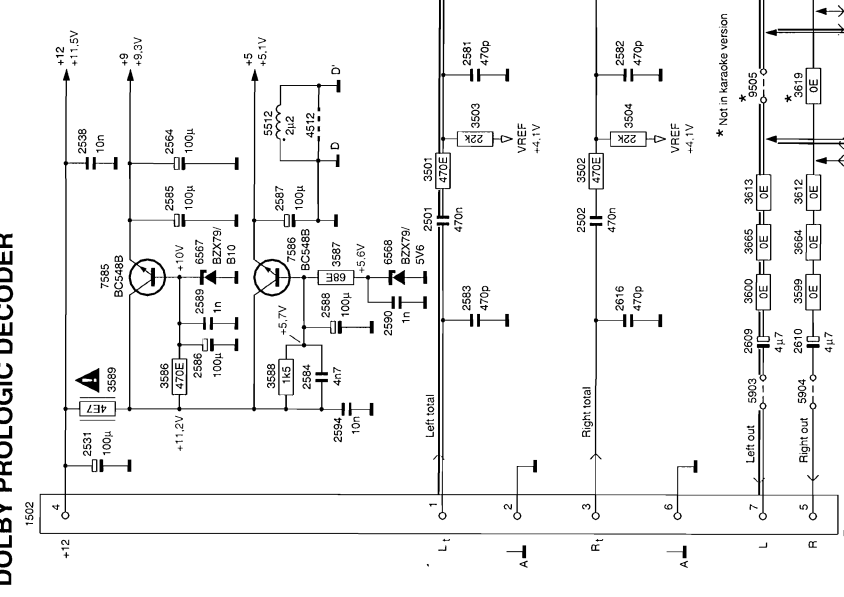 DOLBY PROLOGIC DECODER
+12
+11,5V
+9
+9,3V
+5
+5,1V
2538
10n
2564
100µ
2585
100µ
5512
2µ2
4512
D'
D
2587
100µ
7585
BC548B
+10V
6567
BZX79/
B10
7586
BC548B
3587
68E
+5,6V
6568
BZX79/
5V6
2589
1n
2586
100µ
3586
470E
+11,2V
3589
4E7
2531
100µ
+5,7V
2588
100µ
2590
1n
3588
1k5
2584
4n7
2594
10n
2581
470p
3503
22k
VREF
+4,1V
3501
470E
2501
470n
2583
470p
Left total
2582
470p
3504
22k
VREF
+4,1V
3502
470E
2502
470n
2616
470p
Right total
* Not in karaoke version
*
9505
*
3619
0E
3613
0E
3612
0E
3665
0E
3664
0E
3600
0E
3599
0E
2609
4µ7
2610
4µ7
5903
5904
Left out
Right out
1502
4
1
2
3
6
7
5
+12
Lt
A
Rt
A
L
R